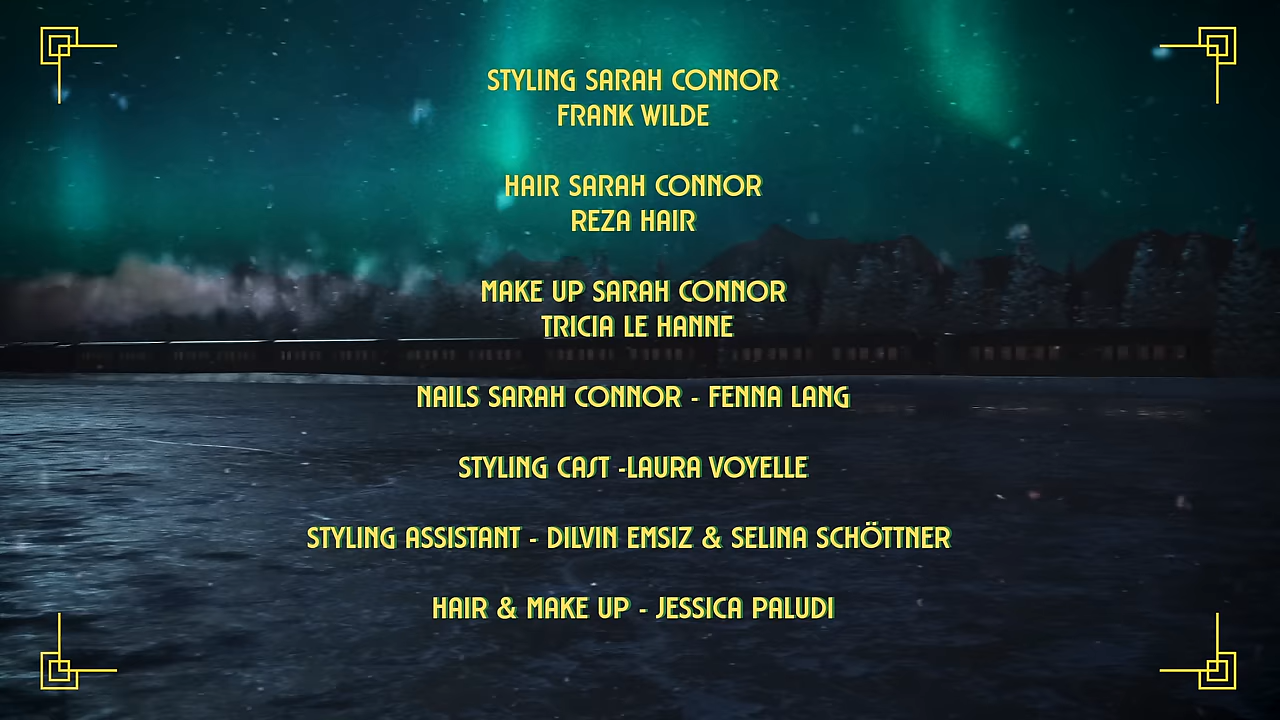 STYLING SARAH CONNOR
FRANK WILDE
HAIR SARAH CONNOR
REZA HAIR
MAKE UP SARAH CONNOR
TRICIA LE HANNE
NAILS SARAH CONNOR - FENNA LANG
STYLING CAST -LAURA VOYELLE
STYLING ASSISTANT - DILVIN EMSIZ & SELINA SCHÖTTNER
HAIR & MAKE UP - JESSICA PALUDI